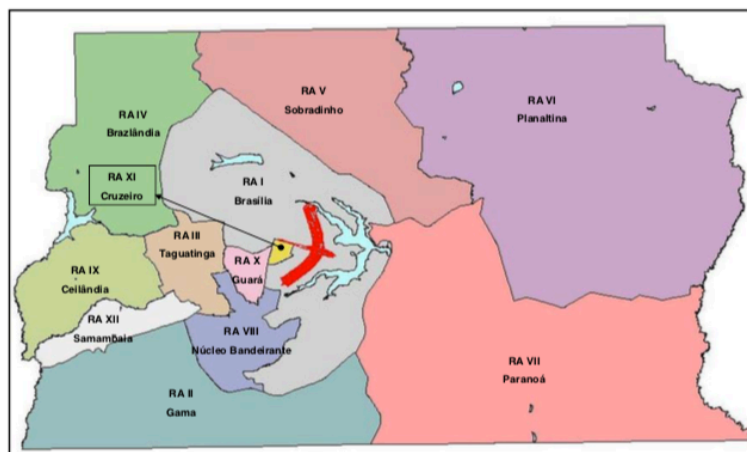 RA IV
Brazlândia
RA V
Sobradinho
RA VI
Planaltina
RA XI
Cruzeiro
RA I
Brasília
RA III
Taguatinga
RA X
Guará
RA IX
Ceilândia
RA XII
Samambaia
RA VIII
Núcleo Bandeirante
RA VII
Paranoá
RA II
Gama